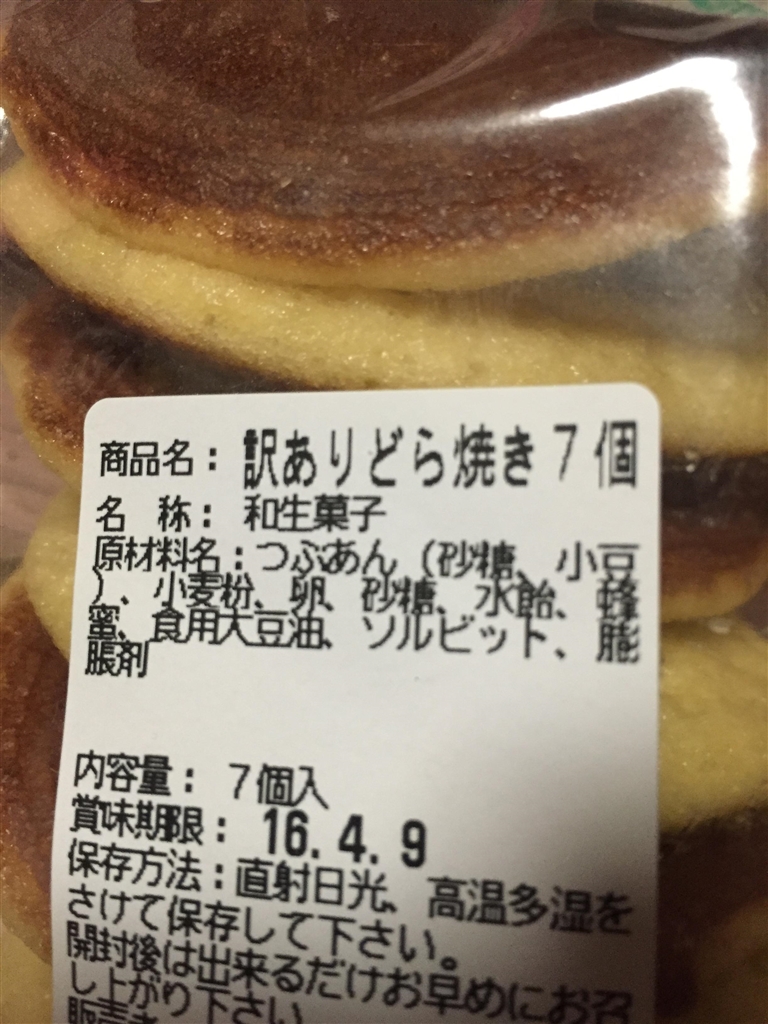 商品名：訳ありどら焼き７個
名　称：和生菓子
原材料名：つぶあん（砂糖、小豆
）、小麦粉、卵、砂糖、水飴、蜂
蜜、食用大豆油、ソルビット、膨
脹剤
内容量：７個入
賞味期限：16.4.9
保存方法：直射日光、高温多湿を
さけて保存して下さい。
開封後は出来るだけお早めにお召
し上がり下さい
販売者